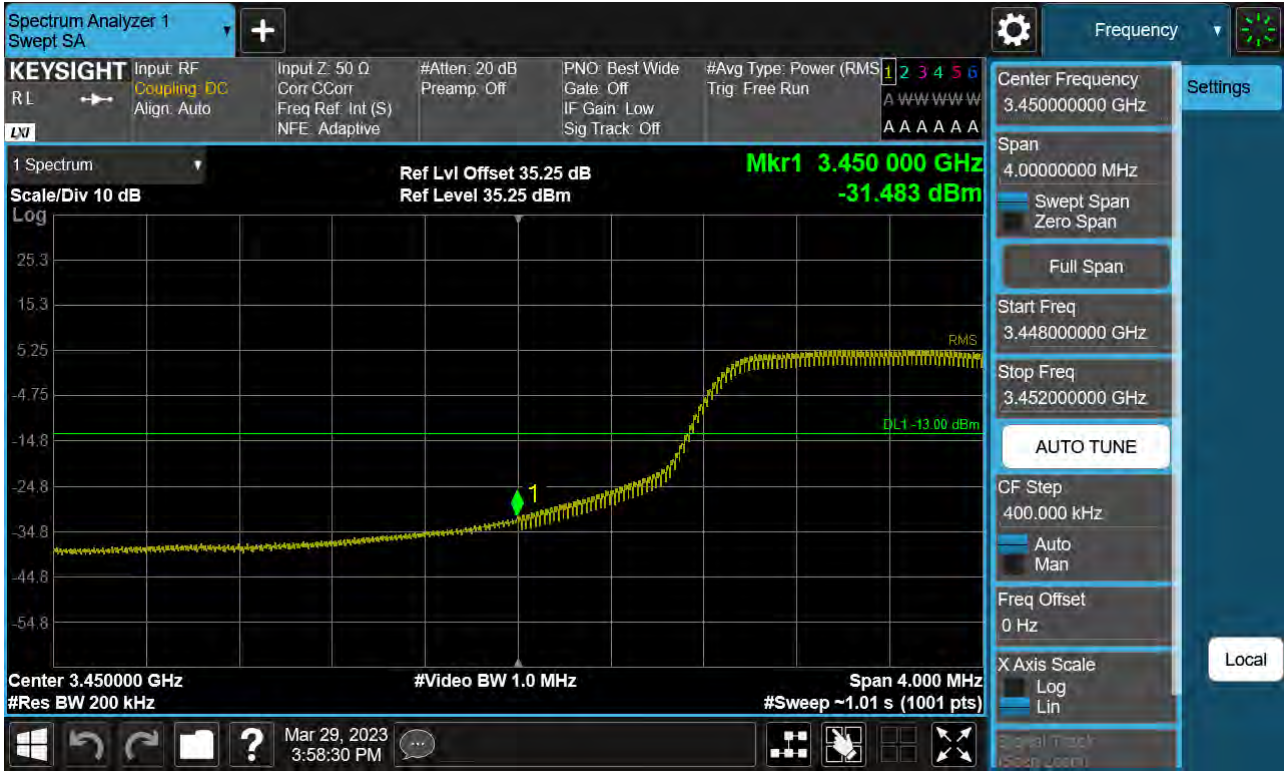 Spectrum Analyzer 1
Swept SA
+
Frequency
KEYSIGHT
RL
LXI
Input: RF
Coupling: DC
Align: Auto
Input Z: 50 Ω
Corr CCorr
Freq Ref: Int (S)
NFE: Adaptive
#Atten: 20 dB
Preamp: Off
PNO: Best Wide
Gate: Off
IF Gain: Low
Sig Track: Off
#Avg Type: Power (RMS
Trig: Free Run
1 2 3 4 5 6
A W W W W W
A A A A A A
1 Spectrum
Scale/Div 10 dB
Log
Ref Lvl Offset 35.25 dB
Ref Level 35.25 dBm
Mkr1 3.450 000 GHz
-31.483 dBm
25.3
15.3
5.25
-4.75
-14.8
-24.8
-34.8
-44.8
-54.8
RMS
DL1 -13.00 dBm
1
Center 3.450000 GHz
#Res BW 200 kHz
#Video BW 1.0 MHz
Span 4.000 MHz
#Sweep ~1.01 s (1001 pts)
Center Frequency
3.450000000 GHz
Settings
Span
4.00000000 MHz
Swept Span
Zero Span
Full Span
Start Freq
3.448000000 GHz
Stop Freq
3.452000000 GHz
AUTO TUNE
CF Step
400.000 kHz
Auto
Man
Freq Offset
0 Hz
X Axis Scale
Log
Lin
Local
Signal Track
(Span Zoom)
?
Mar 29, 2023
3:58:30 PM